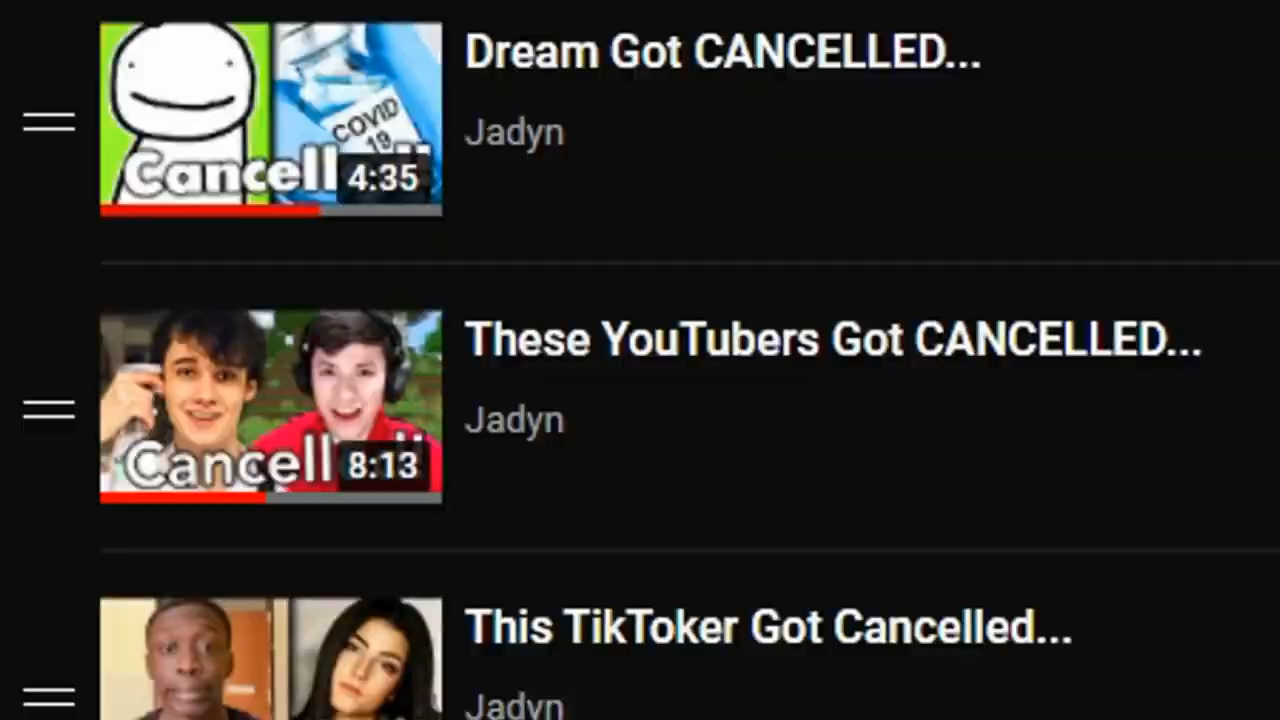 Dream Got CANCELLED...
Jadyn
COVID
19
Cancell
4:35
These YouTubers Got CANCELLED...
Jadyn
Cancell
8:13
This TikToker Got Cancelled...
Jadyn